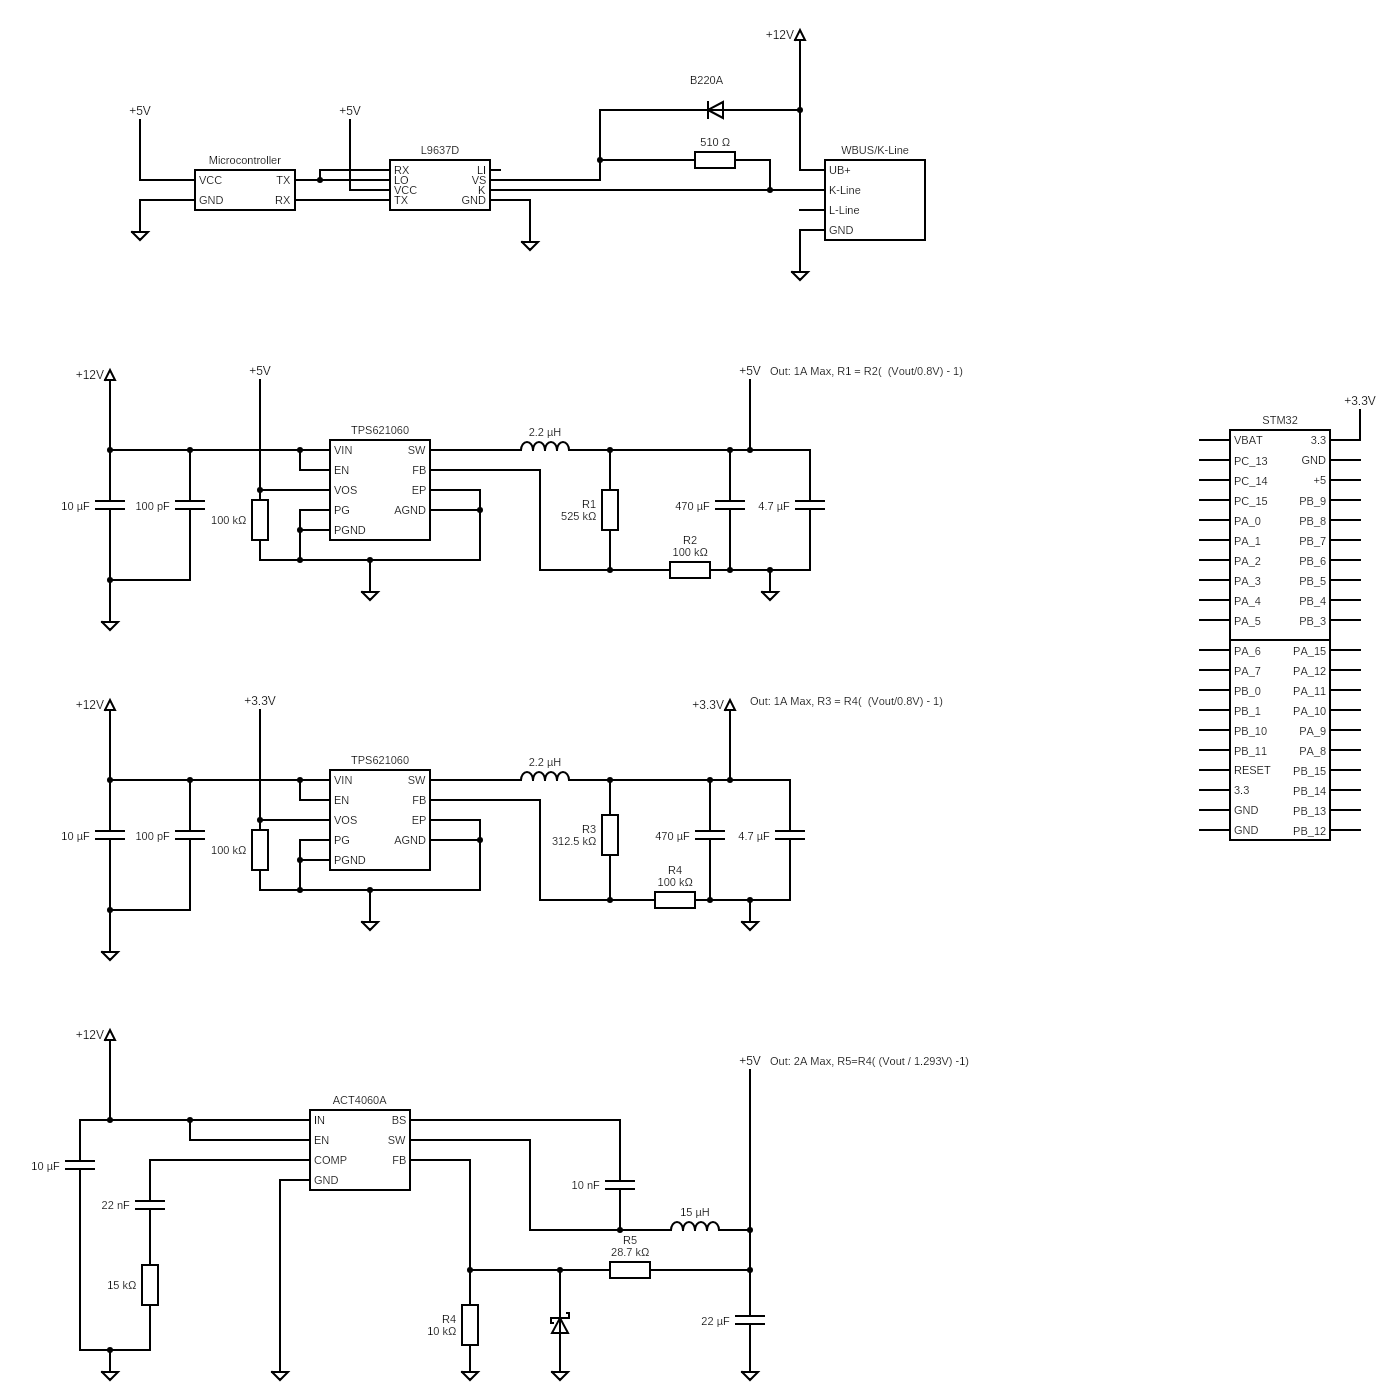 +12V
B220A
+5V
+5V
510 Ω
Microcontroller
L9637D
WBUS/K-Line
VCC
TX
GND
RX
RX
LI
LO
VS
VCC
K
TX
GND
UB+
K-Line
L-Line
GND
+12V
+5V
+5V
Out: 1A Max, R1 = R2(  (Vout/0.8V) - 1)
TPS621060
2.2 µH
VIN
SW
EN
FB
VOS
EP
PG
AGND
PGND
10 µF
100 pF
100 kΩ
R1
525 kΩ
470 µF
4.7 µF
R2
100 kΩ
+12V
+3.3V
+3.3V
Out: 1A Max, R3 = R4(  (Vout/0.8V) - 1)
TPS621060
2.2 µH
VIN
SW
EN
FB
VOS
EP
PG
AGND
PGND
10 µF
100 pF
100 kΩ
R3
312.5 kΩ
470 µF
4.7 µF
R4
100 kΩ
+3.3V
STM32
VBAT
3.3
PC_13
GND
PC_14
+5
PC_15
PB_9
PA_0
PB_8
PA_1
PB_7
PA_2
PB_6
PA_3
PB_5
PA_4
PB_4
PA_5
PB_3
PA_6
PA_15
PA_7
PA_12
PB_0
PA_11
PB_1
PA_10
PB_10
PA_9
PB_11
PA_8
RESET
PB_15
3.3
PB_14
GND
PB_13
GND
PB_12
+12V
+5V
Out: 2A Max, R5=R4( (Vout / 1.293V) -1)
ACT4060A
IN
BS
EN
SW
COMP
FB
GND
10 µF
22 nF
15 kΩ
10 nF
15 µH
R5
28.7 kΩ
R4
10 kΩ
22 µF